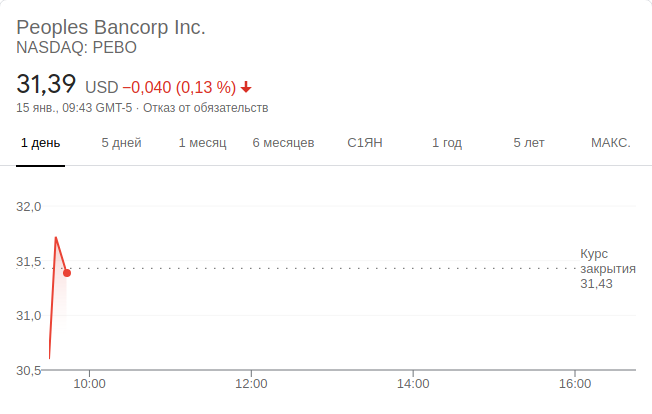 Peoples Bancorp Inc.
NASDAQ: PEBO
31,39 USD −0,040 (0,13 %)
15 янв., 09:43 GMT-5 · Отказ от обязательств
1 день 5 дней 1 месяц 6 месяцев С1ЯН 1 год 5 лет МАКС.
32,0
31,5
31,0
30,5
Курс
закрытия
31,43
10:00 12:00 14:00 16:00